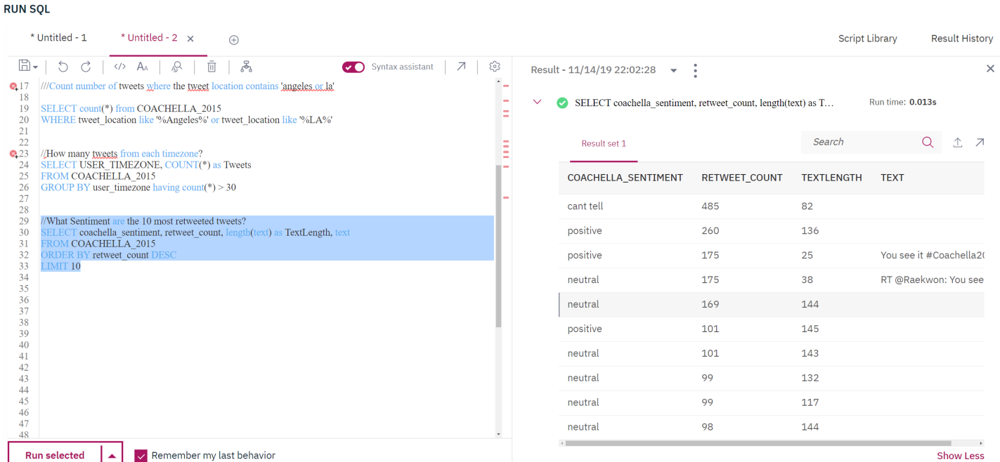 RUN SQL
* Untitled - 1
* Untitled - 2
Script Library
Result History
Syntax assistant
17 ///Count number of tweets where the tweet location contains 'angeles or la'
18
19 SELECT count(*) from COACHELLA_2015
20 WHERE tweet_location like '%Angeles%' or tweet_location like '%LA%'
21
22
23 //How many tweets from each timezone?
24 SELECT USER_TIMEZONE, COUNT(*) as Tweets
25 FROM COACHELLA_2015
26 GROUP BY user_timezone having count(*) > 30
27
28
29 //What Sentiment are the 10 most retweeted tweets?
30 SELECT coachella_sentiment, retweet_count, length(text) as TextLength, text
31 FROM COACHELLA_2015
32 ORDER BY retweet_count DESC
33 LIMIT 10
34
35
36
37
38
39
40
41
42
43
44
45
46
47
48
Run selected
Remember my last behavior
Result - 11/14/19 22:02:28
SELECT coachella_sentiment, retweet_count, length(text) as T...
Run time: 0.013s
Result set 1
Search
COACHELLA_SENTIMENT RETWEET_COUNT TEXTLENGTH TEXT
cant tell 485 82
positive 260 136
positive 175 25 You see it #Coachella20
neutral 175 38 RT @Raekwon: You see
neutral 169 144
positive 101 145
neutral 101 143
neutral 99 132
neutral 99 117
neutral 98 144
Show Less